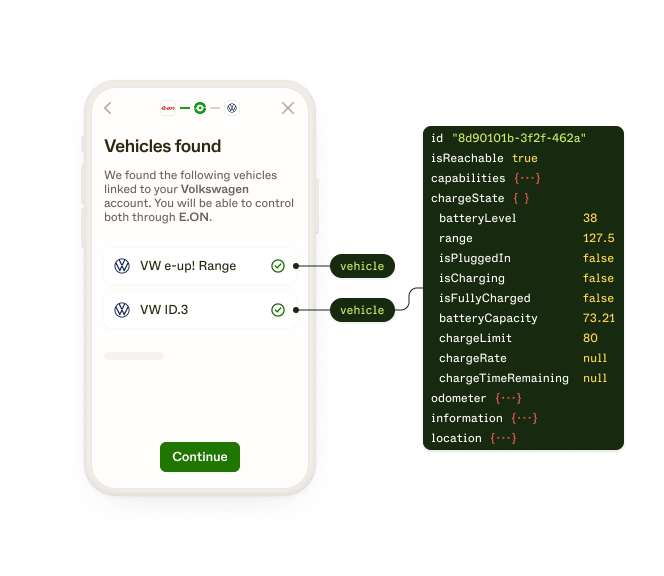 e·on
Vehicles found
We found the following vehicles
linked to your Volkswagen
account. You will be able to control
both through E.ON.
VW e-up! Range
vehicle
VW ID.3
vehicle
Continue
id "8d90101b-3f2f-462a"
isReachable true
capabilities {···}
chargeState { }
batteryLevel 38
range 127.5
isPluggedIn false
isCharging false
isFullyCharged false
batteryCapacity 73.21
chargeLimit 80
chargeRate null
chargeTimeRemaining null
odometer {···}
information {···}
location {···}